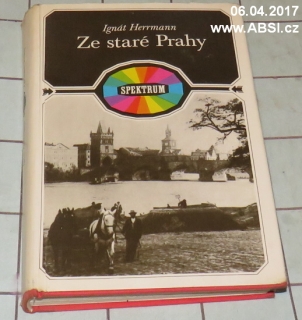 06.04.2017
www.ABSI.cz
Ignát Herrmann
Ze staré Prahy
SPEKTRUM